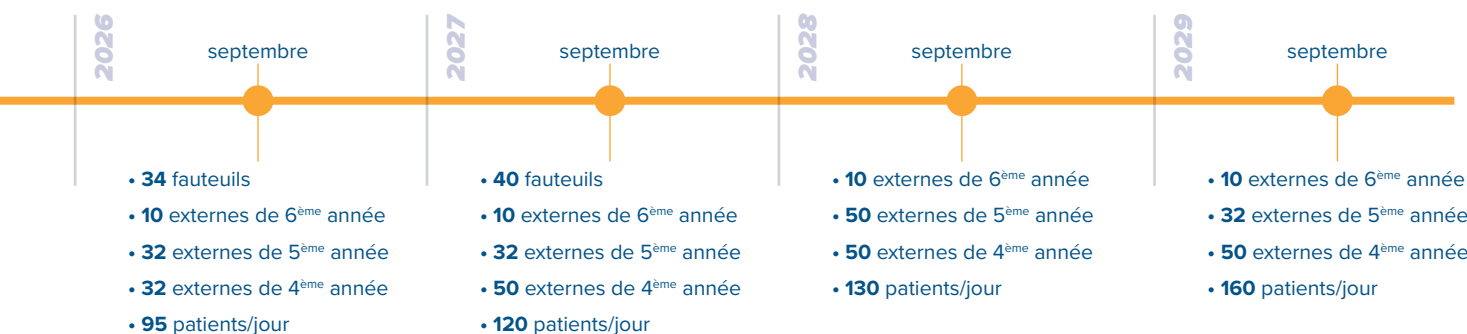 2026
septembre
• 34 fauteuils
• 10 externes de 6ème année
• 32 externes de 5ème année
• 32 externes de 4ème année
• 95 patients/jour
2027
septembre
• 40 fauteuils
• 10 externes de 6ème année
• 32 externes de 5ème année
• 50 externes de 4ème année
• 120 patients/jour
2028
septembre
• 10 externes de 6ème année
• 50 externes de 5ème année
• 50 externes de 4ème année
• 130 patients/jour
2029
septembre
• 10 externes de 6ème année
• 32 externes de 5ème année
• 50 externes de 4ème année
• 160 patients/jour